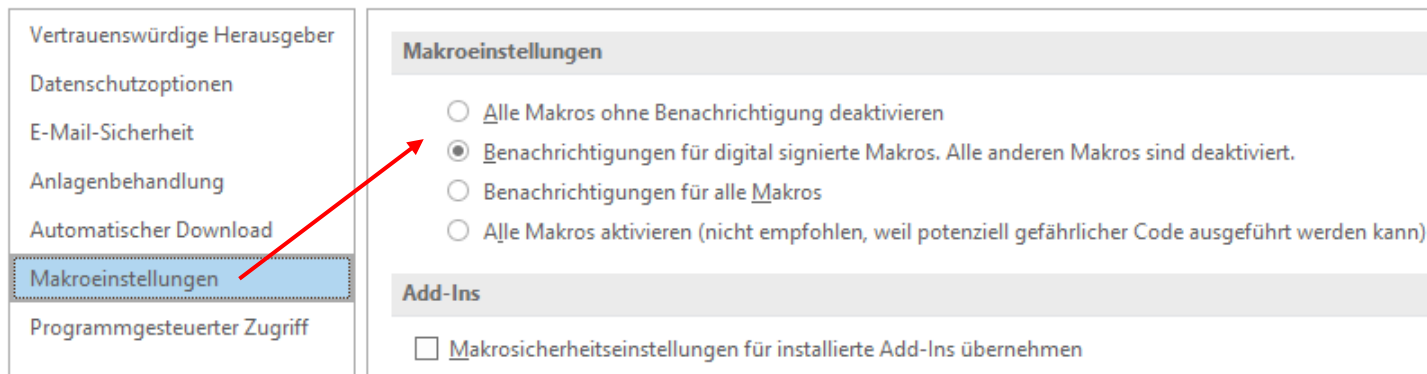 Vertrauenswürdige Herausgeber
Datenschutzoptionen
E-Mail-Sicherheit
Anlagenbehandlung
Automatischer Download
Makroeinstellungen
Programmgesteuerter Zugriff
Makroeinstellungen
Alle Makros ohne Benachrichtigung deaktivieren
Benachrichtigungen für digital signierte Makros. Alle anderen Makros sind deaktiviert.
Benachrichtigungen für alle Makros
Alle Makros aktivieren (nicht empfohlen, weil potenziell gefährlicher Code ausgeführt werden kann)
Add-Ins
Makrosicherheitseinstellungen für installierte Add-Ins übernehmen